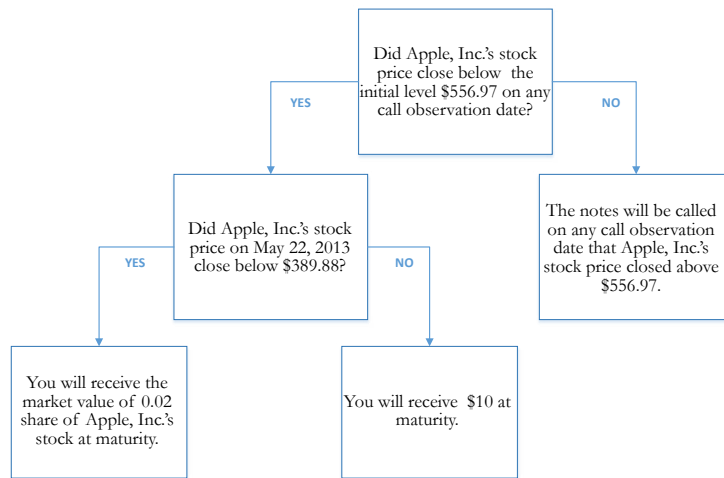 Did Apple, Inc.'s stock
price close below the
initial level $556.97 on any
call observation date?
YES
NO
Did Apple, Inc.'s stock
price on May 22, 2013
close below $389.88?
The notes will be called
on any call observation
date that Apple, Inc.'s
stock price closed above
$556.97.
YES
NO
You will receive the
market value of 0.02
share of Apple, Inc.'s
stock at maturity.
You will receive $10 at
maturity.